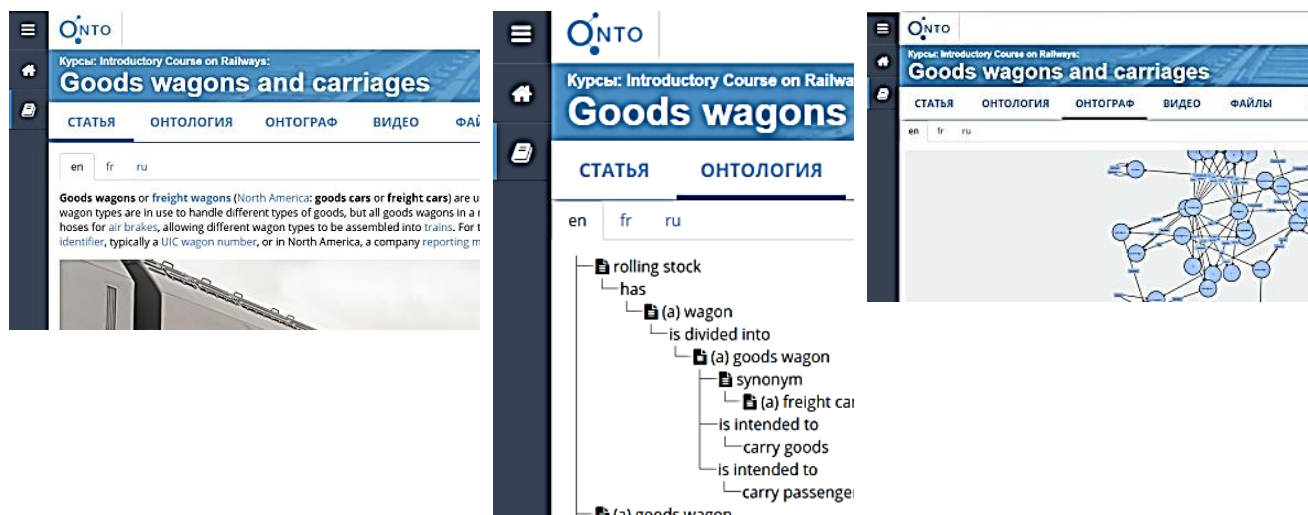 ONTO
Курсы: Introductory Course on Railways:
Goods wagons and carriages
СТАТЬЯ ОНТОЛОГИЯ ОНТОГРАФ ВИДЕО ФАЙ
en fr ru
Goods wagons or freight wagons (North America: goods cars or freight cars) are u
wagon types are in use to handle different types of goods, but all goods wagons in a r
hoses for air brakes, allowing different wagon types to be assembled into trains. For t
identifier, typically a UIC wagon number, or in North America, a company reporting m
ONTO
Курсы: Introductory Course on Railwa
Goods wagons
СТАТЬЯ ОНТОЛОГИЯ
en fr ru
rolling stock
has
(a) wagon
is divided into
(a) goods wagon
synonym
(a) freight car
is intended to
carry goods
is intended to
carry passenge
(a) goods wagon
ONTO
Курсы: Introductory Course on Railways:
Goods wagons and carriages
СТАТЬЯ ОНТОЛОГИЯ ОНТОГРАФ ВИДЕО ФАЙЛЫ
en fr ru